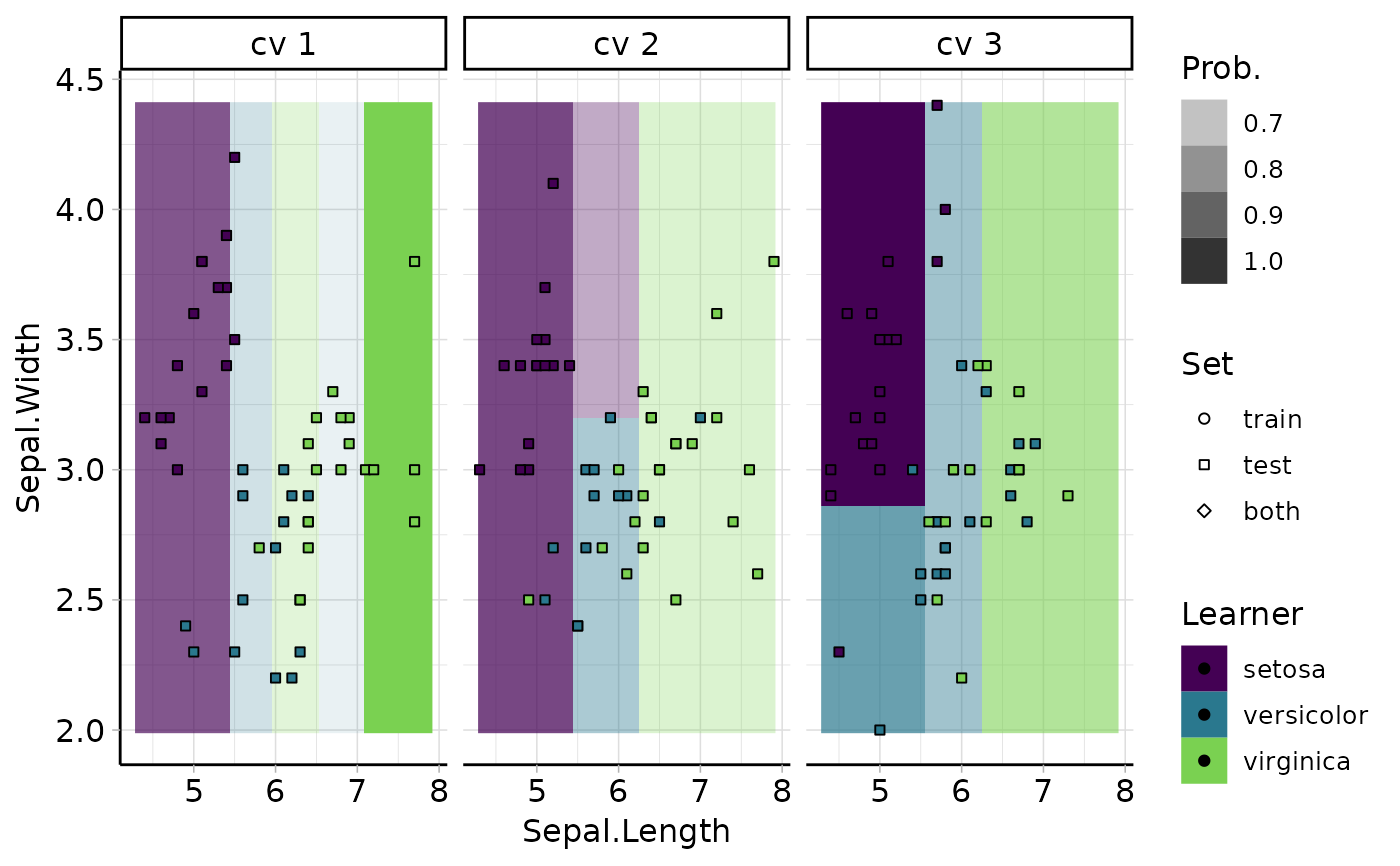 cv 1
cv 2
cv 3
4.5
4.0
3.5
3.0
2.5
2.0
Sepal.Width
5 6 7 8
5 6 7 8
5 6 7 8
Sepal.Length
Prob.
0.7
0.8
0.9
1.0
Set
train
test
both
Learner
setosa
versicolor
virginica